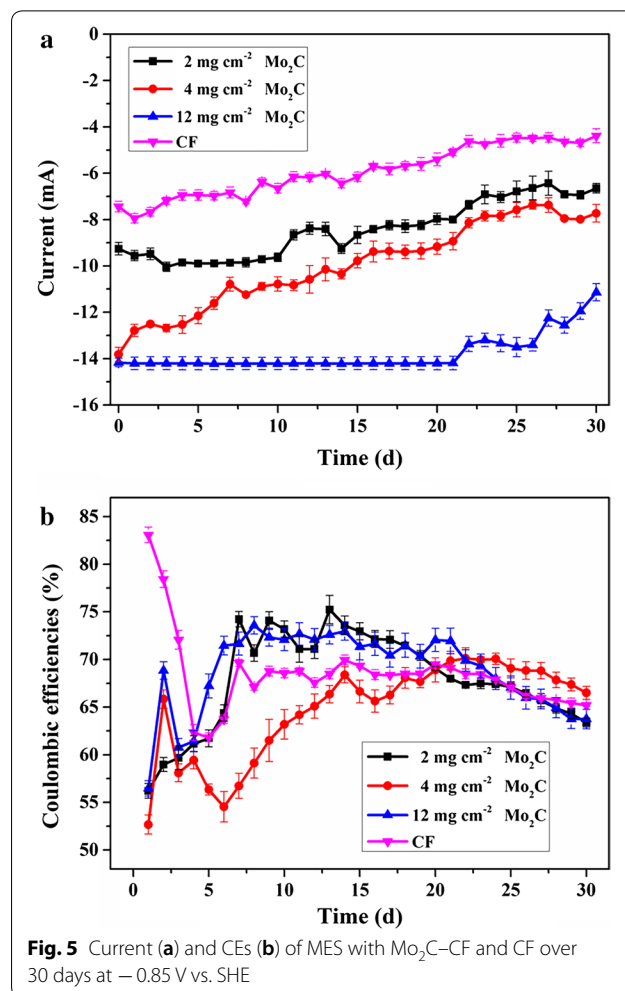 a
0
-2
-4
-6
-8
-10
-12
-14
-16
Current (mA)
2 mg cm⁻² Mo₂C
4 mg cm⁻² Mo₂C
12 mg cm⁻² Mo₂C
CF
0 5 10 15 20 25 30
Time (d)
b
85
80
75
70
65
60
55
50
Coulombic efficiencies (%)
2 mg cm⁻² Mo₂C
4 mg cm⁻² Mo₂C
12 mg cm⁻² Mo₂C
CF
0 5 10 15 20 25 30
Time (d)
Fig. 5 Current (a) and CEs (b) of MES with Mo₂C–CF and CF over
30 days at − 0.85 V vs. SHE